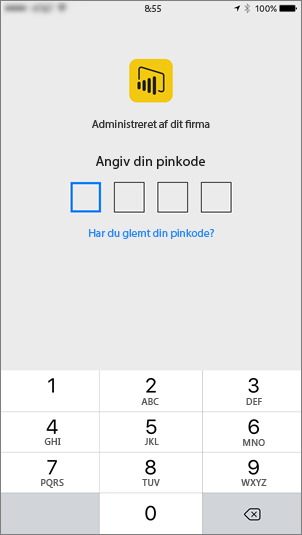 8:55
100%
Administreret af dit firma
Angiv din pinkode
Har du glemt din pinkode?
1
2
3
ABC
DEF
4
5
6
GHI
JKL
MNO
7
8
9
PQRS
TUV
WXYZ
0